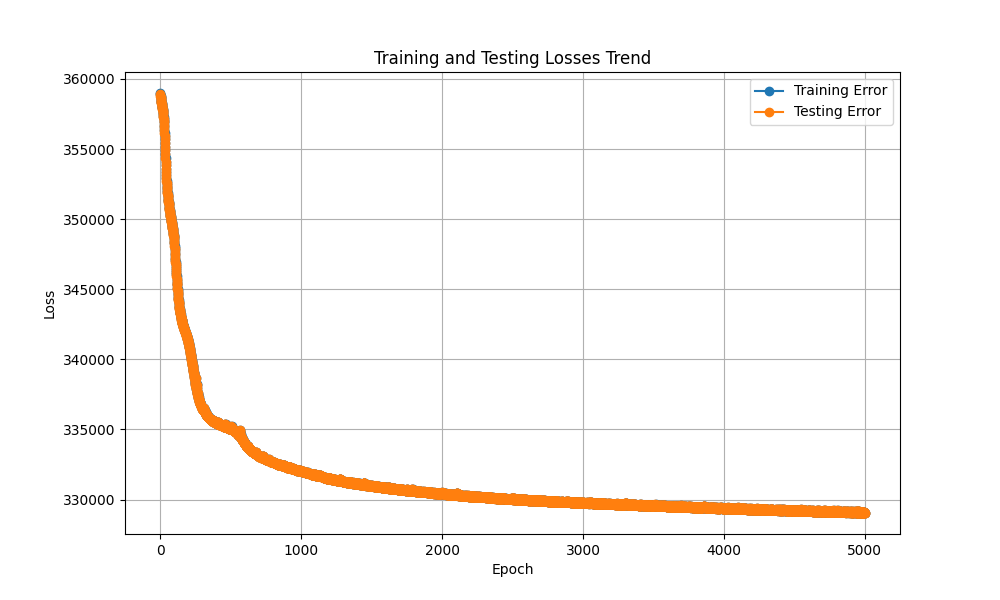 Training and Testing Losses Trend
Training Error
Testing Error
360000
355000
350000
345000
340000
335000
330000
Loss
0
1000
2000
3000
4000
5000
Epoch